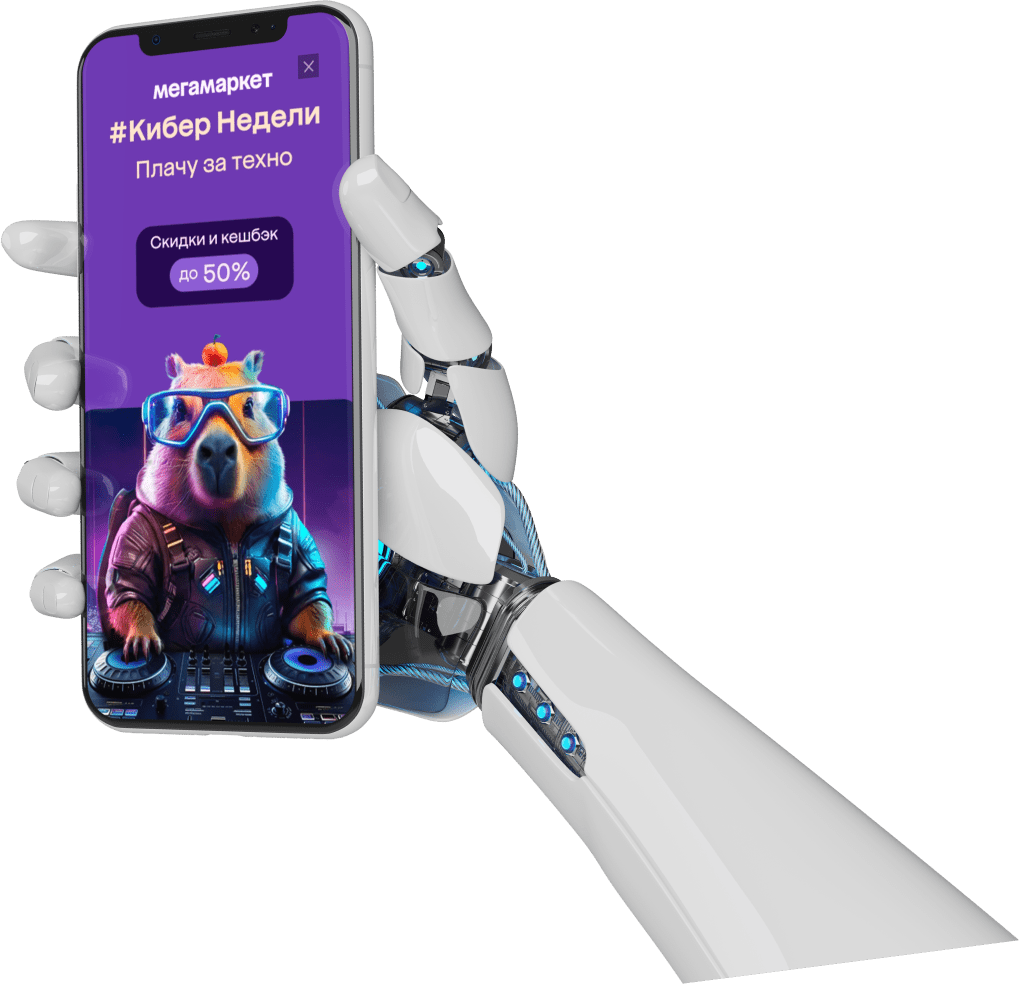 мегамаркет
#Кибер Недели
Плачу за техно
Скидки и кешбэк
до 50%